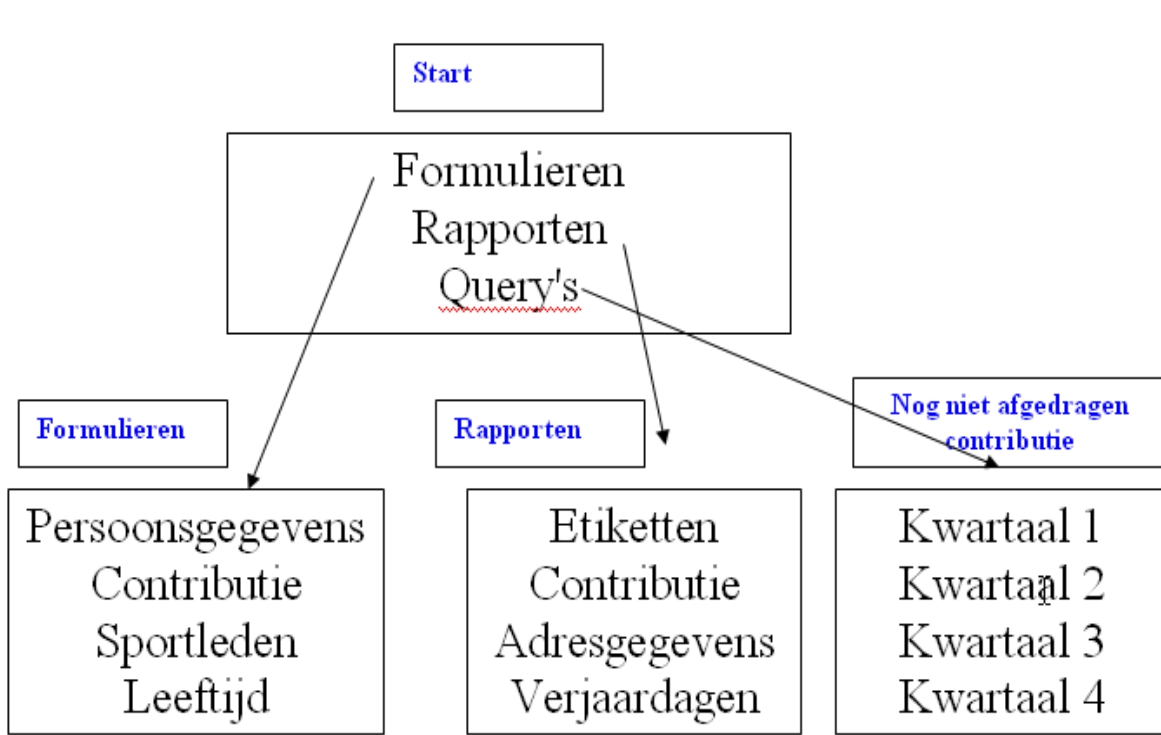 Start
Formulieren
Rapporten
Query's
Formulieren
Persoonsgegevens
Contributie
Sportleden
Leeftijd
Rapporten
Etiketten
Contributie
Adresgegevens
Verjaardagen
Nog niet afgedragen
contributie
Kwartaal 1
Kwartaal 2
Kwartaal 3
Kwartaal 4